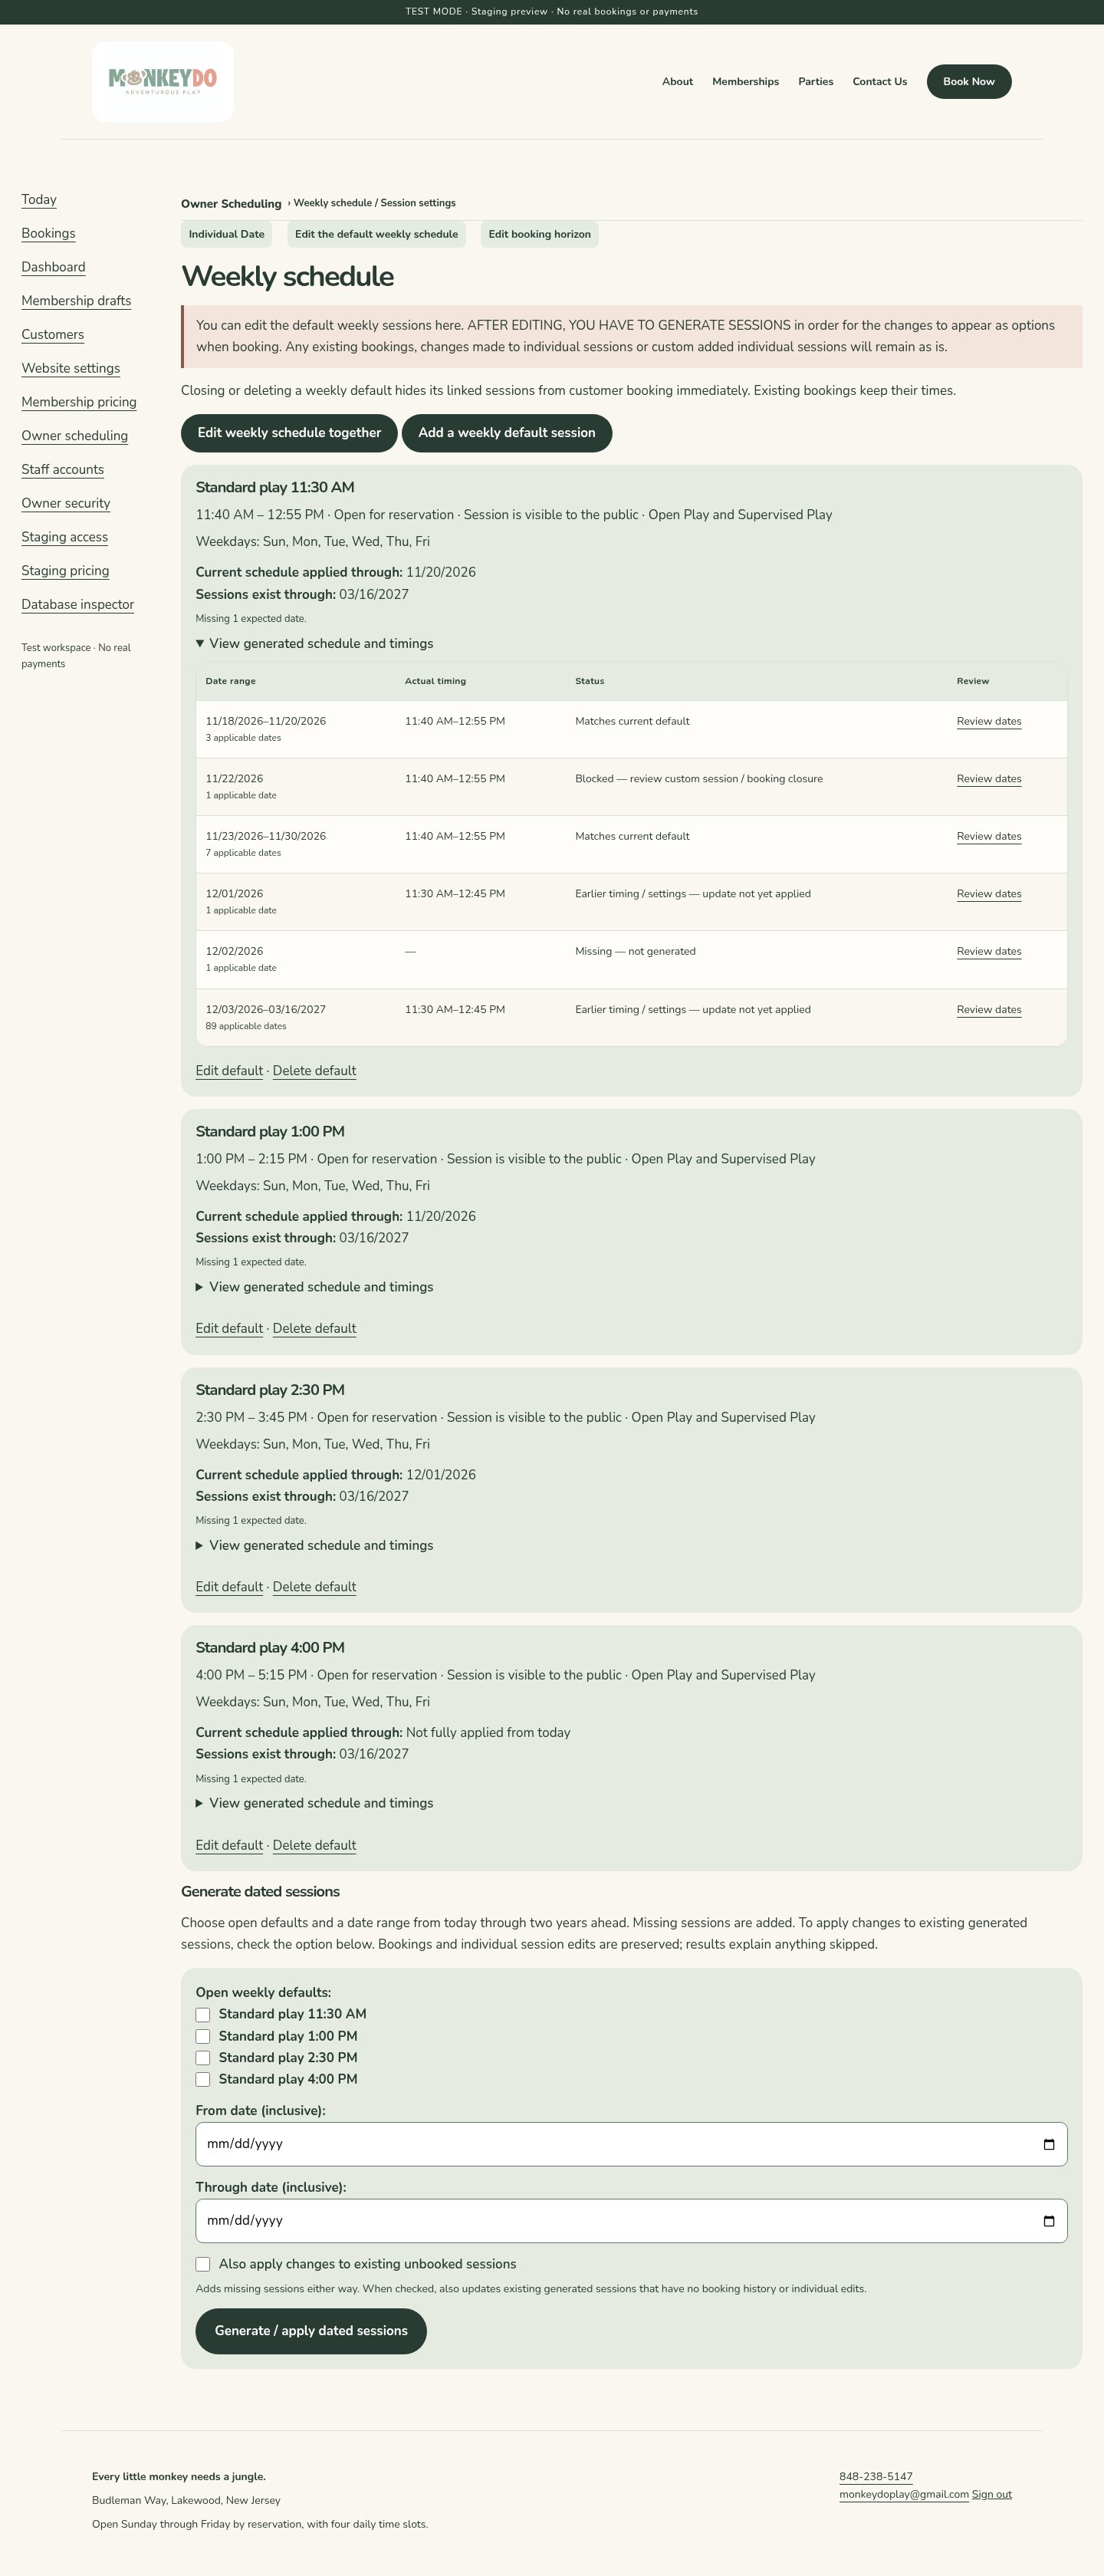 TEST MODE · Staging preview · No real bookings or payments
MONKEYDO
ADVENTUROUS PLAY
About
Memberships
Parties
Contact Us
Book Now
Today
Bookings
Dashboard
Membership drafts
Customers
Website settings
Membership pricing
Owner scheduling
Staff accounts
Owner security
Staging access
Staging pricing
Database inspector
Test workspace · No real
payments
Owner Scheduling › Weekly schedule / Session settings
Individual Date
Edit the default weekly schedule
Edit booking horizon
Weekly schedule
You can edit the default weekly sessions here. AFTER EDITING, YOU HAVE TO GENERATE SESSIONS in order for the changes to appear as options
when booking. Any existing bookings, changes made to individual sessions or custom added individual sessions will remain as is.
Closing or deleting a weekly default hides its linked sessions from customer booking immediately. Existing bookings keep their times.
Edit weekly schedule together
Add a weekly default session
Standard play 11:30 AM
11:40 AM – 12:55 PM · Open for reservation · Session is visible to the public · Open Play and Supervised Play
Weekdays: Sun, Mon, Tue, Wed, Thu, Fri
Current schedule applied through: 11/20/2026
Sessions exist through: 03/16/2027
Missing 1 expected date.
▼ View generated schedule and timings
Date range
Actual timing
Status
Review
11/18/2026–11/20/2026
3 applicable dates
11:40 AM–12:55 PM
Matches current default
Review dates
11/22/2026
1 applicable date
11:40 AM–12:55 PM
Blocked — review custom session / booking closure
Review dates
11/23/2026–11/30/2026
7 applicable dates
11:40 AM–12:55 PM
Matches current default
Review dates
12/01/2026
1 applicable date
11:30 AM–12:45 PM
Earlier timing / settings — update not yet applied
Review dates
12/02/2026
1 applicable date
—
Missing — not generated
Review dates
12/03/2026–03/16/2027
89 applicable dates
11:30 AM–12:45 PM
Earlier timing / settings — update not yet applied
Review dates
Edit default · Delete default
Standard play 1:00 PM
1:00 PM – 2:15 PM · Open for reservation · Session is visible to the public · Open Play and Supervised Play
Weekdays: Sun, Mon, Tue, Wed, Thu, Fri
Current schedule applied through: 11/20/2026
Sessions exist through: 03/16/2027
Missing 1 expected date.
▶ View generated schedule and timings
Edit default · Delete default
Standard play 2:30 PM
2:30 PM – 3:45 PM · Open for reservation · Session is visible to the public · Open Play and Supervised Play
Weekdays: Sun, Mon, Tue, Wed, Thu, Fri
Current schedule applied through: 12/01/2026
Sessions exist through: 03/16/2027
Missing 1 expected date.
▶ View generated schedule and timings
Edit default · Delete default
Standard play 4:00 PM
4:00 PM – 5:15 PM · Open for reservation · Session is visible to the public · Open Play and Supervised Play
Weekdays: Sun, Mon, Tue, Wed, Thu, Fri
Current schedule applied through: Not fully applied from today
Sessions exist through: 03/16/2027
Missing 1 expected date.
▶ View generated schedule and timings
Edit default · Delete default
Generate dated sessions
Choose open defaults and a date range from today through two years ahead. Missing sessions are added. To apply changes to existing generated
sessions, check the option below. Bookings and individual session edits are preserved; results explain anything skipped.
Open weekly defaults:
Standard play 11:30 AM
Standard play 1:00 PM
Standard play 2:30 PM
Standard play 4:00 PM
From date (inclusive):
mm/dd/yyyy
Through date (inclusive):
mm/dd/yyyy
Also apply changes to existing unbooked sessions
Adds missing sessions either way. When checked, also updates existing generated sessions that have no booking history or individual edits.
Generate / apply dated sessions
Every little monkey needs a jungle.
Budleman Way, Lakewood, New Jersey
Open Sunday through Friday by reservation, with four daily time slots.
848-238-5147
monkeydoplay@gmail.com Sign out